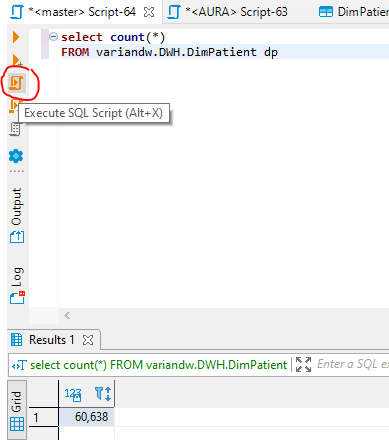 *<master> Script-64
*<AURA> Script-63
DimPatie
select count(*)
FROM variandw.DWH.DimPatient dp
Execute SQL Script (Alt+X)
Output
Log
Results 1
select count(*) FROM variandw.DWH.DimPatient
Enter a SQL ex
Grid
123
1
60,638